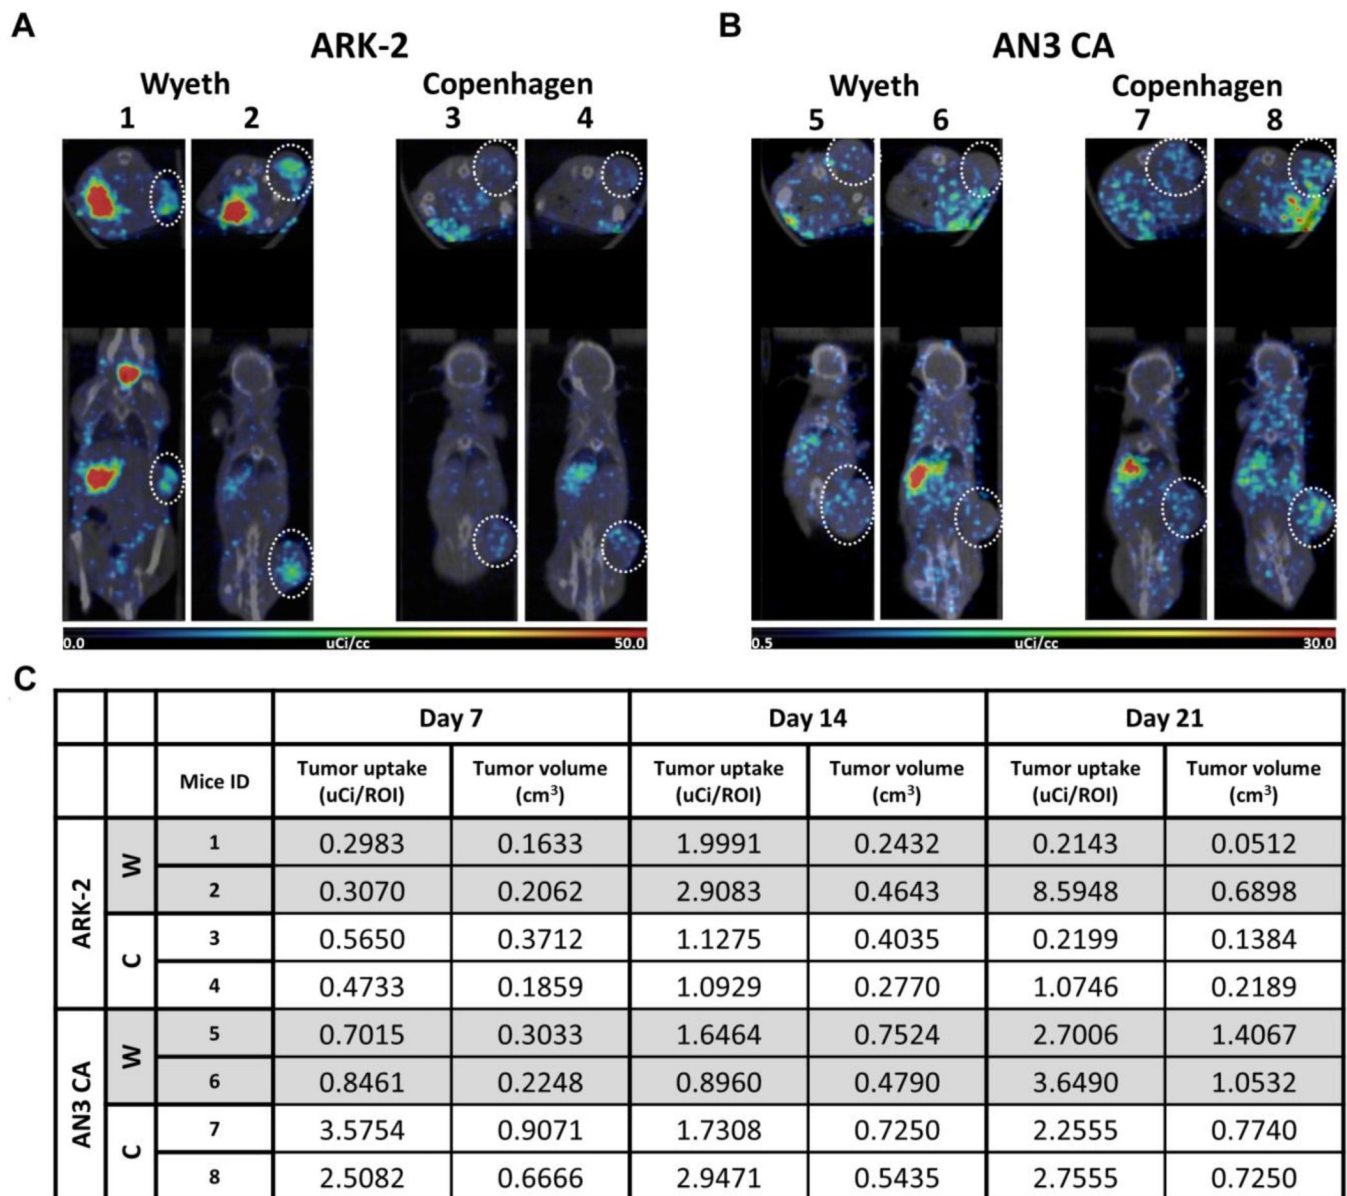 A
ARK-2
Wyeth
Copenhagen
1
2
3
4
0.0
uCi/cc
50.0
B
AN3 CA
Wyeth
Copenhagen
5
6
7
8
0.5
uCi/cc
30.0
C
Day 7
Day 14
Day 21
Mice ID
Tumor uptake (uCi/ROI)
Tumor volume (cm³)
Tumor uptake (uCi/ROI)
Tumor volume (cm³)
Tumor uptake (uCi/ROI)
Tumor volume (cm³)
ARK-2
W
1 0.2983 0.1633 1.9991 0.2432 0.2143 0.0512
2 0.3070 0.2062 2.9083 0.4643 8.5948 0.6898
C
3 0.5650 0.3712 1.1275 0.4035 0.2199 0.1384
4 0.4733 0.1859 1.0929 0.2770 1.0746 0.2189
AN3 CA
W
5 0.7015 0.3033 1.6464 0.7524 2.7006 1.4067
6 0.8461 0.2248 0.8960 0.4790 3.6490 1.0532
C
7 3.5754 0.9071 1.7308 0.7250 2.2555 0.7740
8 2.5082 0.6666 2.9471 0.5435 2.7555 0.7250